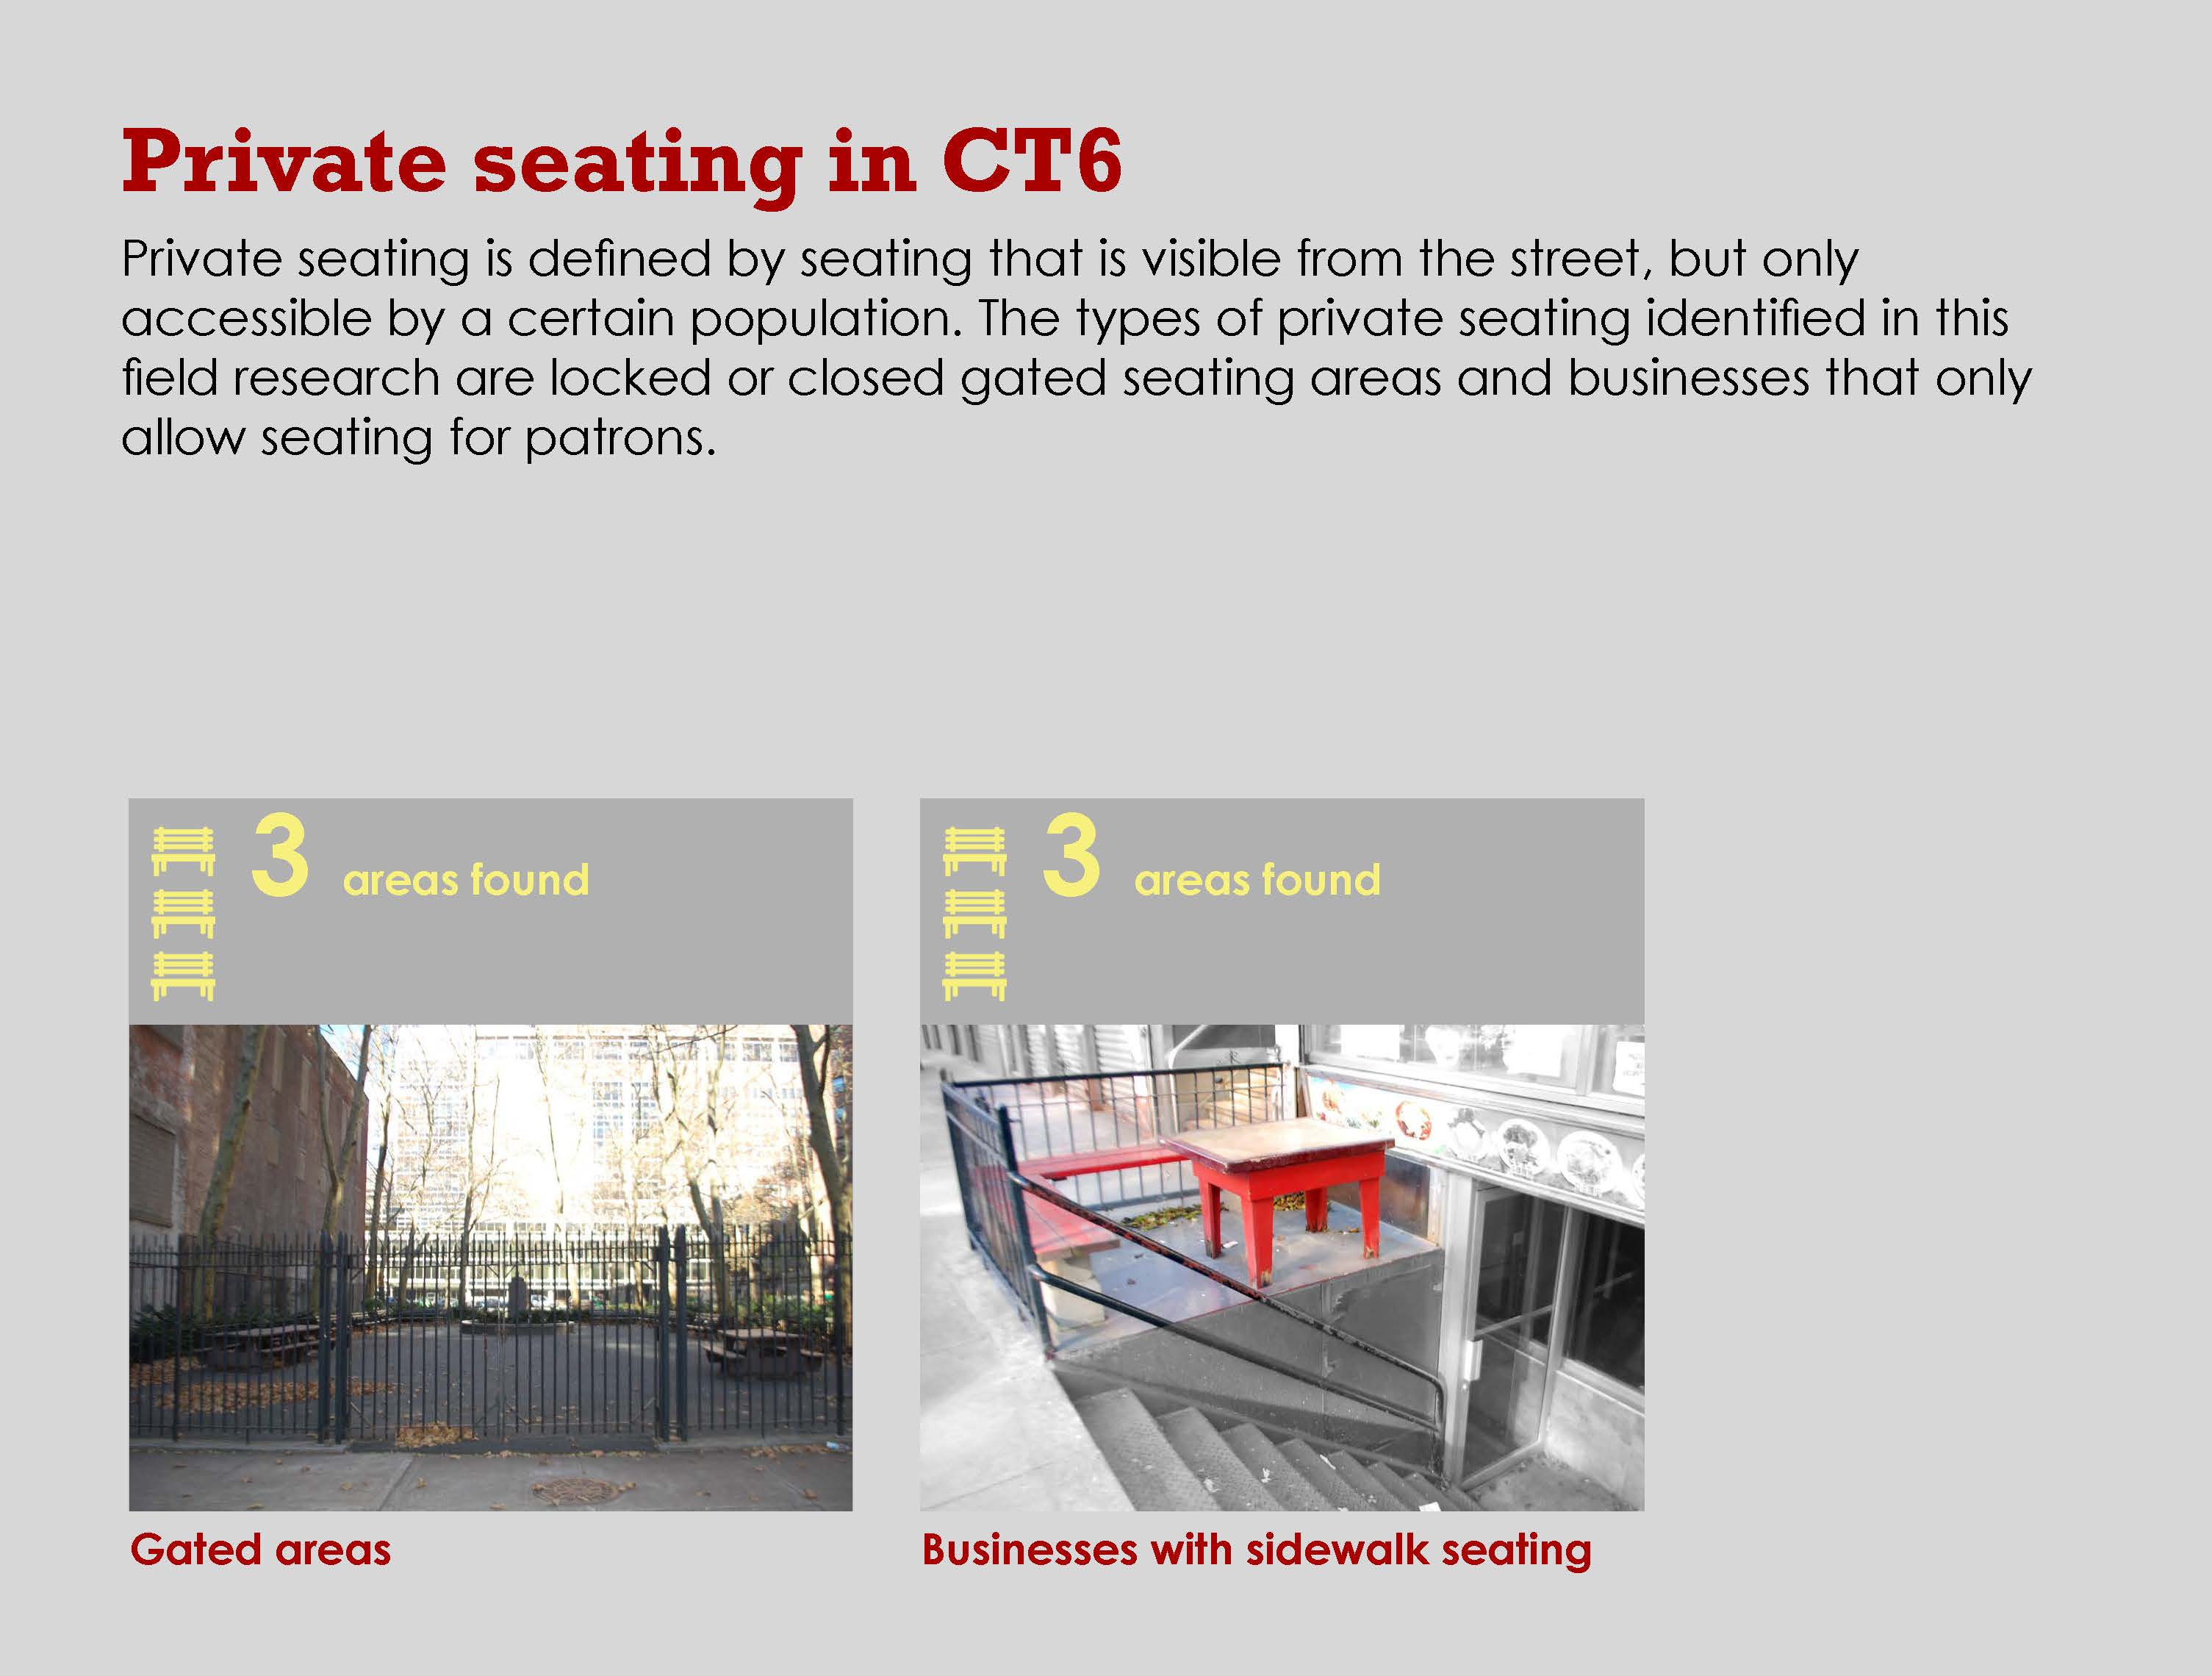 Private seating in CT6
Private seating is defined by seating that is visible from the street, but only
accessible by a certain population. The types of private seating identified in this
field research are locked or closed gated seating areas and businesses that only
allow seating for patrons.
3 areas found
3 areas found
Gated areas
Businesses with sidewalk seating